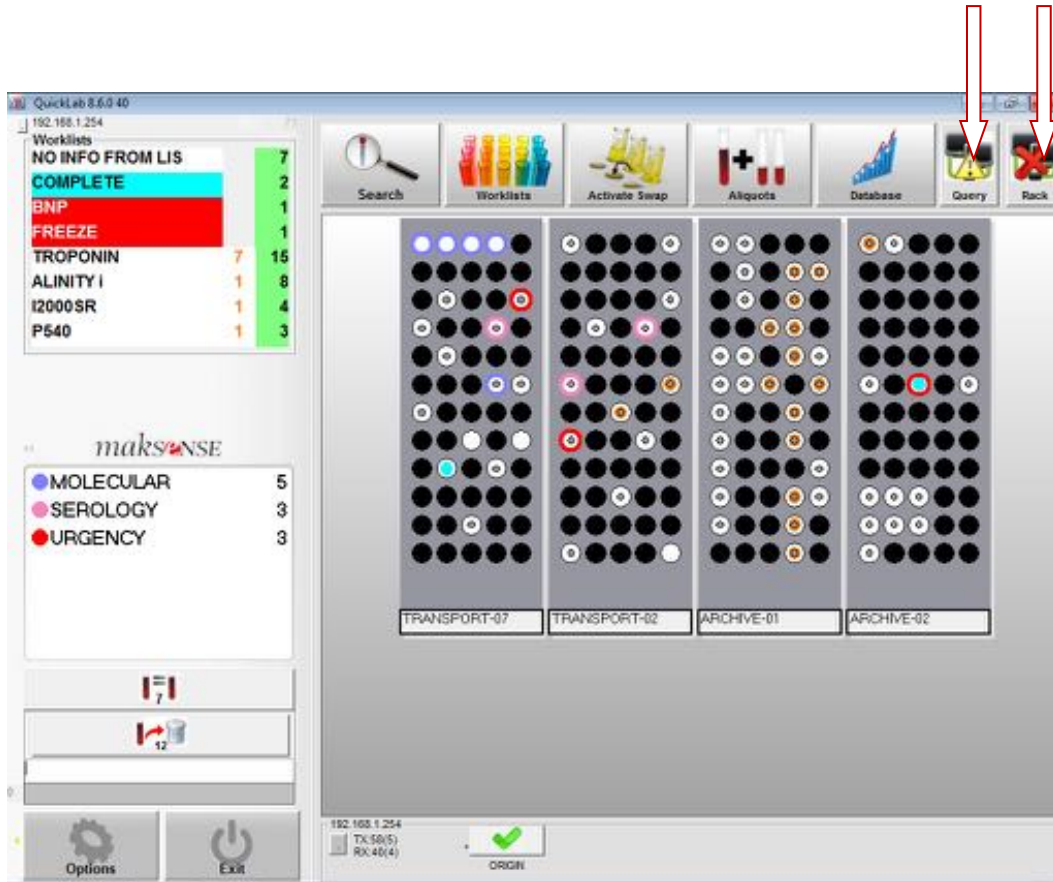 QuickLab 8.6.0 40
192.168.1.254
Worklists
NO INFO FROM LIS 7
COMPLETE 2
BNP 1
FREEZE 1
TROPONIN 7 15
ALINITY i 1 8
I2000SR 1 4
P540 1 3
maksense
MOLECULAR 5
SEROLOGY 3
URGENCY 3
7
12
Options
Exit
Search
Worklists
Activate Swap
Aliquots
Database
Query
Rack
TRANSPORT-07
TRANSPORT-02
ARCHIVE-01
ARCHIVE-02
192.168.1.254
TX:58(5)
RX:40(4)
ORIGIN